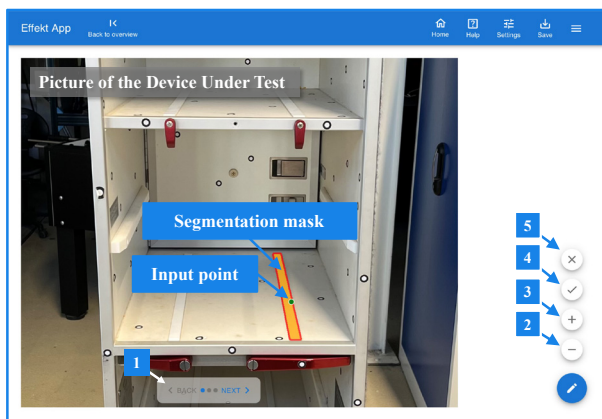 Effekt App
Back to overview
Home
Help
Settings
Save
Picture of the Device Under Test
Segmentation mask
Input point
5
4
3
2
1
BACK
NEXT